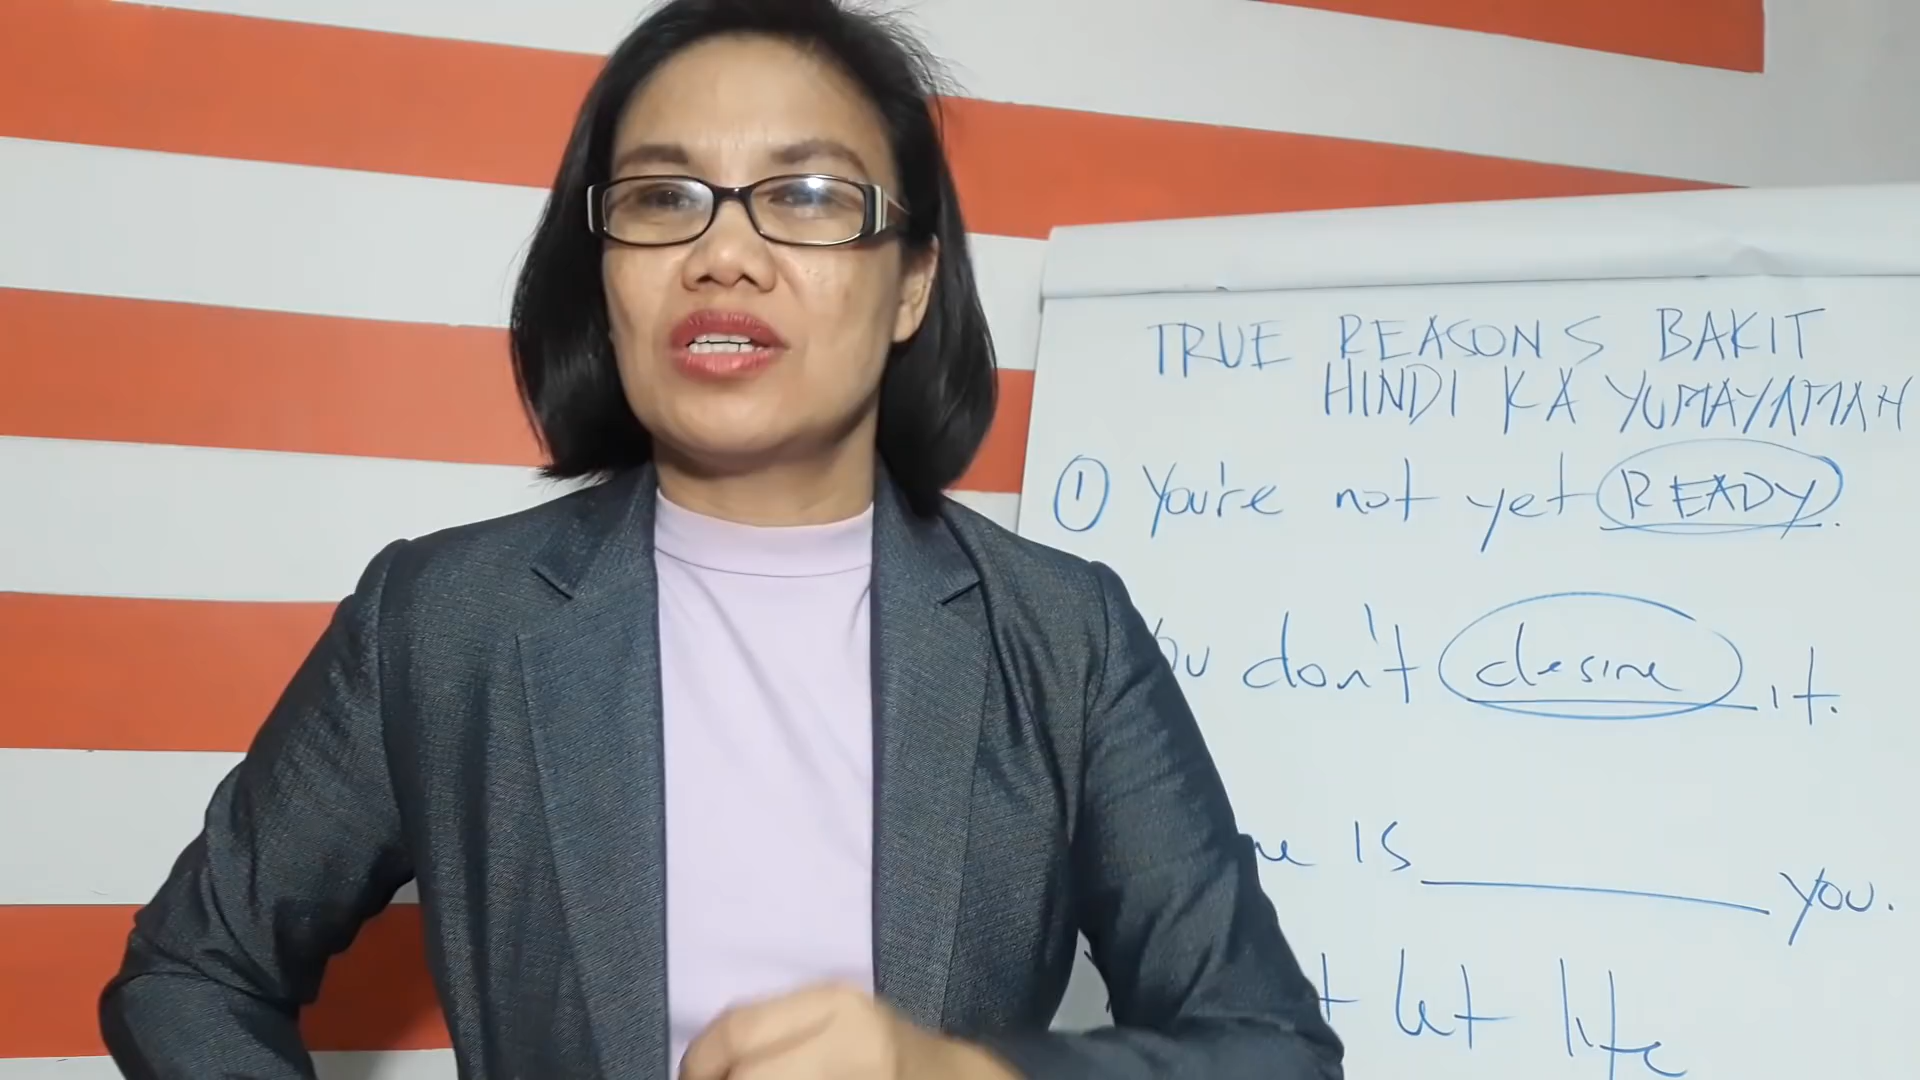 TRUE REASONS BAKIT
HINDI KA YUMAYAMAN
① You're not yet READY.
don't desire it.
is ________ you.
let life